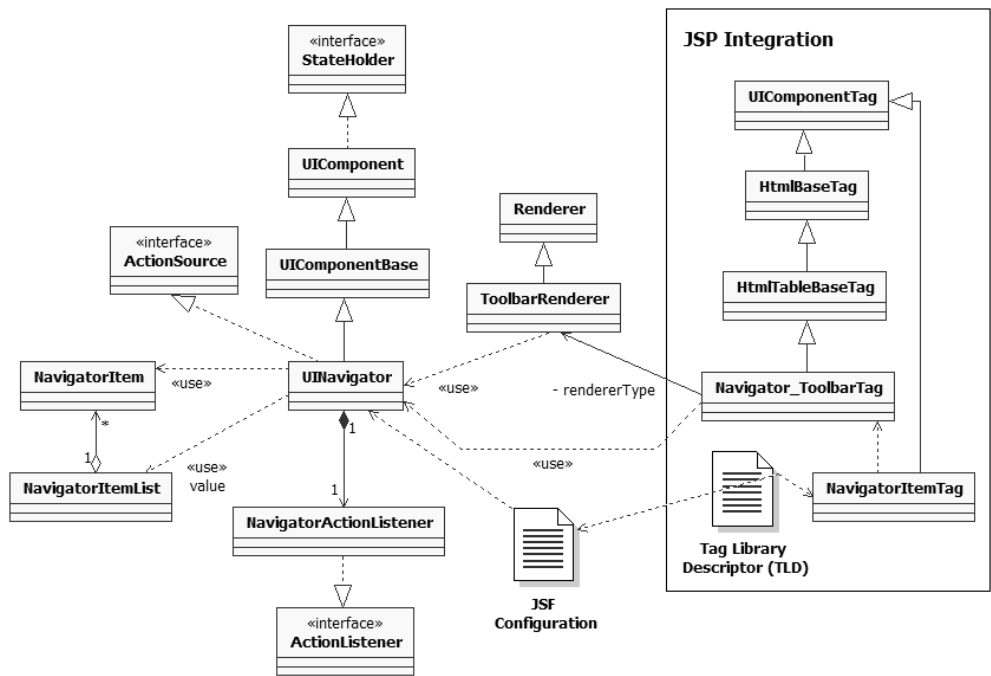 «interface»
StateHolder
JSP Integration
UIComponentTag
UIComponent
HtmlBaseTag
Renderer
«interface»
ActionSource
UIComponentBase
HtmlTableBaseTag
ToolbarRenderer
NavigatorItem
«use»
UINavigator
«use»
- rendererType
Navigator_ToolbarTag
*
1
1
«use»
value
«use»
NavigatorItemList
1
NavigatorItemTag
NavigatorActionListener
Tag Library
Descriptor (TLD)
JSF
Configuration
«interface»
ActionListener